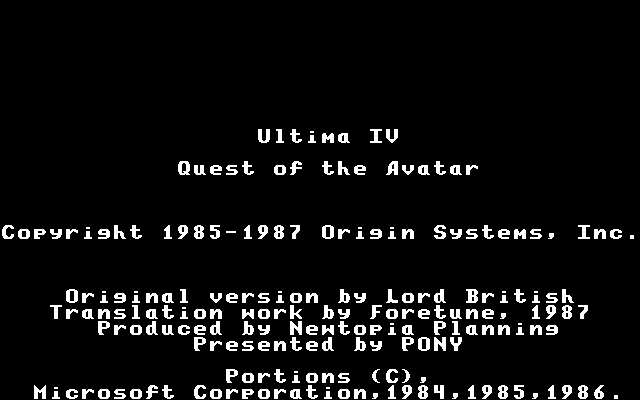 Ultima IV
Quest of the Avatar
Copyright 1985-1987 Origin Systems, Inc.
Original version by Lord British
Translation work by Foretune, 1987
Produced by Newtopia Planning
Presented by PONY
Portions (C),
Microsoft Corporation,1984,1985,1986.